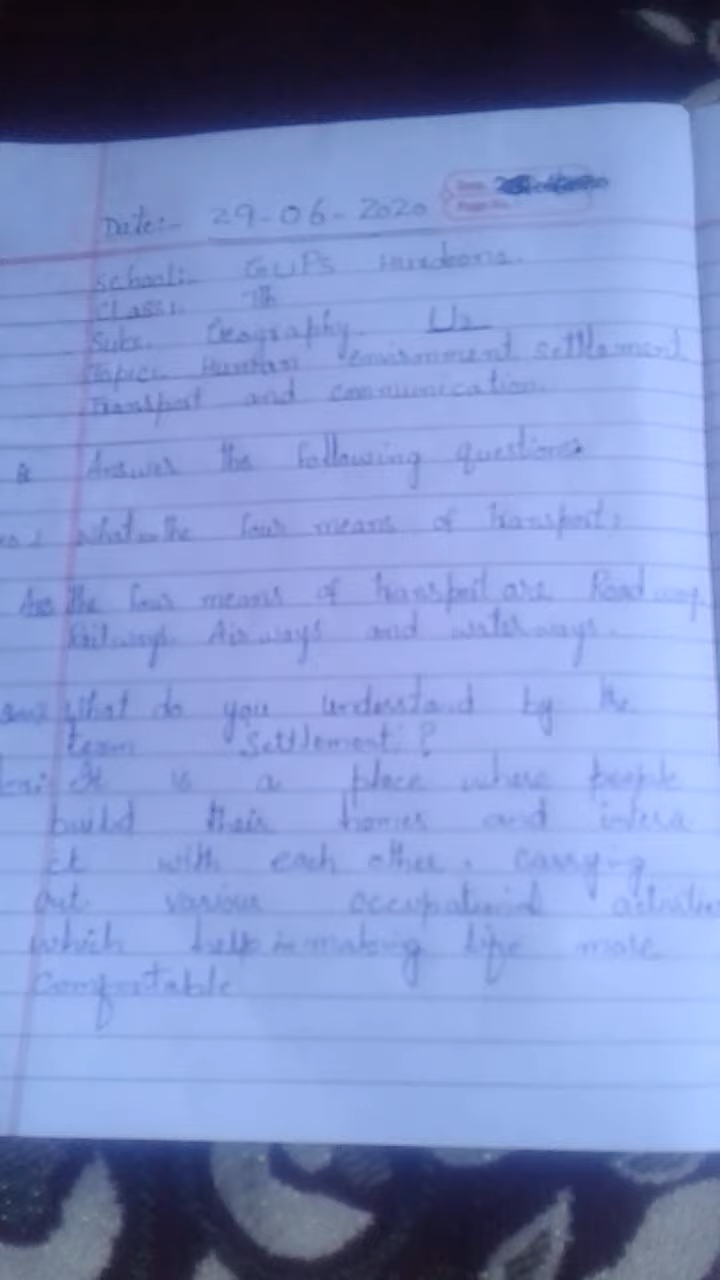 Date:- 29-06-2020
School:- GUPS
Class:- 7th
Sub:- Geography.
Topic:- Human environment settlement
Transport and communication.
Answer the following questions
What the four means of transport?
Ans The four means of transport are Road ways
Railways Airways and waterways.
What do you understand by the
term Settlement?
It is a place where people
build their homes and intera
ct with each other. carrying
out various occupational activities
which help in making life more
Comfortable